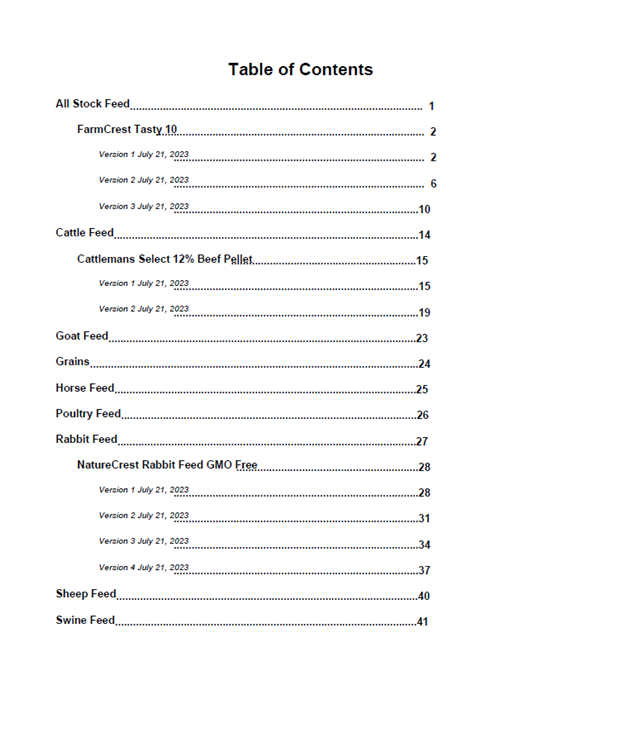 Table of Contents
All Stock Feed 1
FarmCrest Tasty 10 2
Version 1 July 21, 2023 2
Version 2 July 21, 2023 6
Version 3 July 21, 2023 10
Cattle Feed 14
Cattlemans Select 12% Beef Pellet 15
Version 1 July 21, 2023 15
Version 2 July 21, 2023 19
Goat Feed 23
Grains 24
Horse Feed 25
Poultry Feed 26
Rabbit Feed 27
NatureCrest Rabbit Feed GMO Free 28
Version 1 July 21, 2023 28
Version 2 July 21, 2023 31
Version 3 July 21, 2023 34
Version 4 July 21, 2023 37
Sheep Feed 40
Swine Feed 41